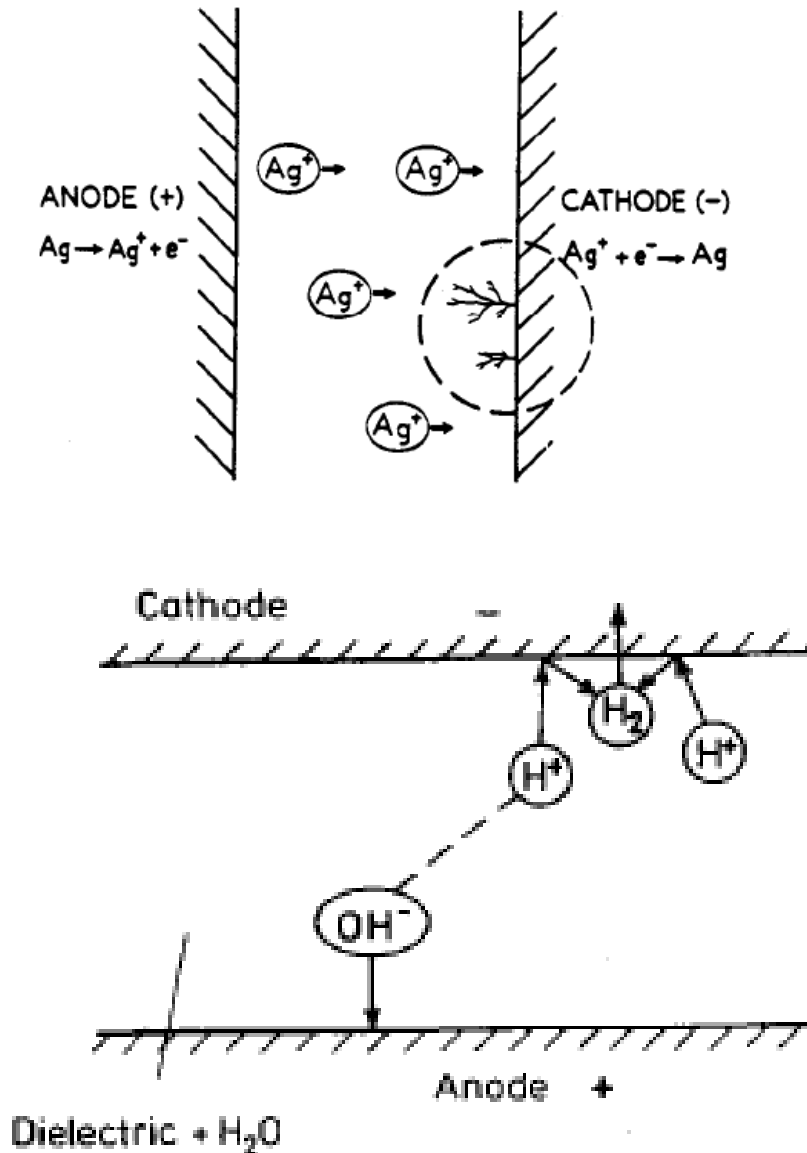 Ag⁺ Ag⁺
ANODE (+) CATHODE (-)
Ag → Ag⁺ + e⁻ Ag⁺ + e⁻ → Ag
Ag⁺
Ag⁺
Cathode -
H₂
H⁺ H⁺
OH⁻
Anode +
Dielectric + H₂O